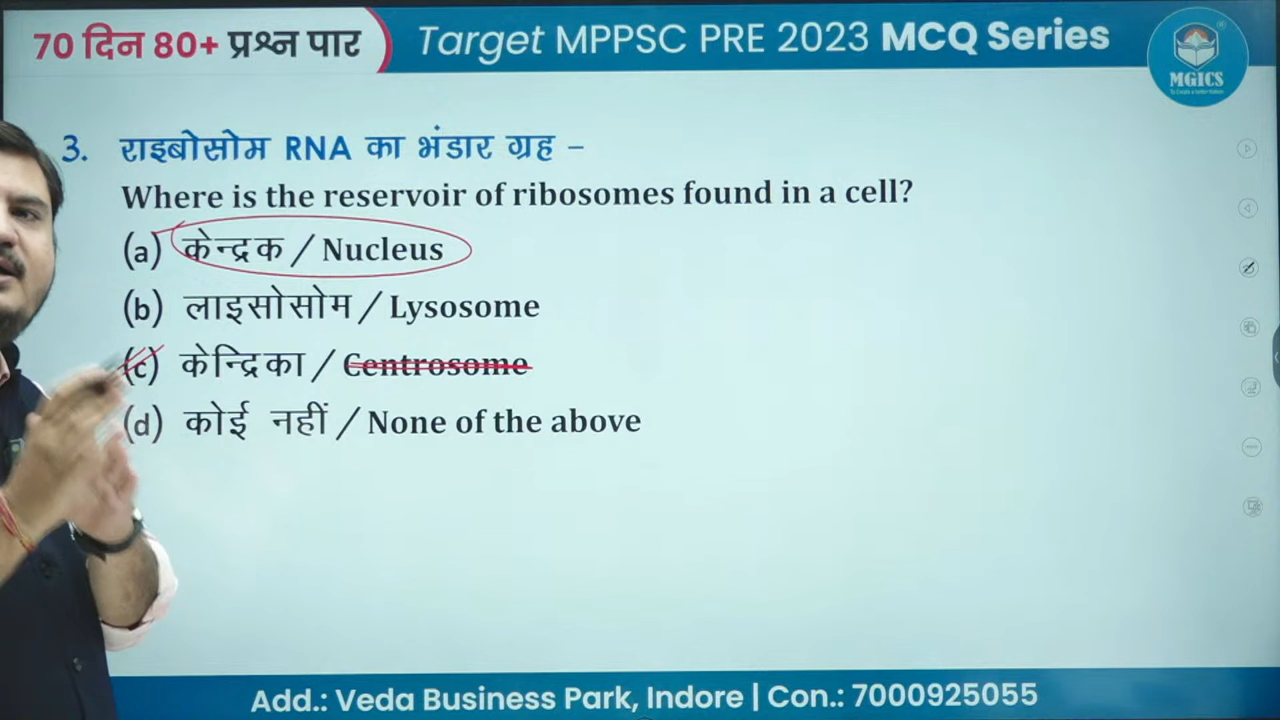 70 दिन 80+ प्रश्न पार
Target MPPSC PRE 2023 MCQ Series
MGICS
3. राइबोसोम RNA का भंडार ग्रह –
Where is the reservoir of ribosomes found in a cell?
(a) केन्द्रक / Nucleus
(b) लाइसोसोम / Lysosome
(c) केन्द्रिका / Centrosome
(d) कोई नहीं / None of the above
Add.: Veda Business Park, Indore | Con.: 7000925055